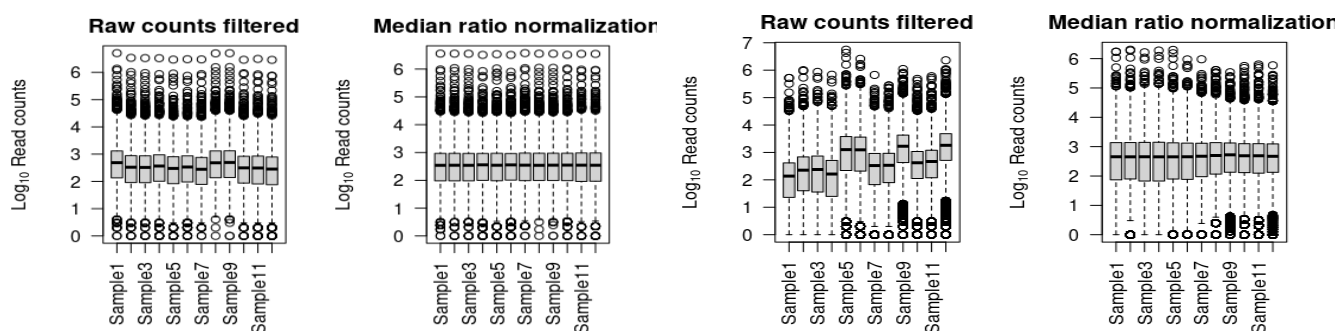 Raw counts filtered
Log10 Read counts
6
5
4
3
2
1
0
Sample1
Sample3
Sample5
Sample7
Sample9
Sample11
Median ratio normalization
Log10 Read counts
6
5
4
3
2
1
0
Sample1
Sample3
Sample5
Sample7
Sample9
Sample11
Raw counts filtered
Log10 Read counts
7
6
5
4
3
2
1
0
Sample1
Sample3
Sample5
Sample7
Sample9
Sample11
Median ratio normalization
Log10 Read counts
6
5
4
3
2
1
0
Sample1
Sample3
Sample5
Sample7
Sample9
Sample11